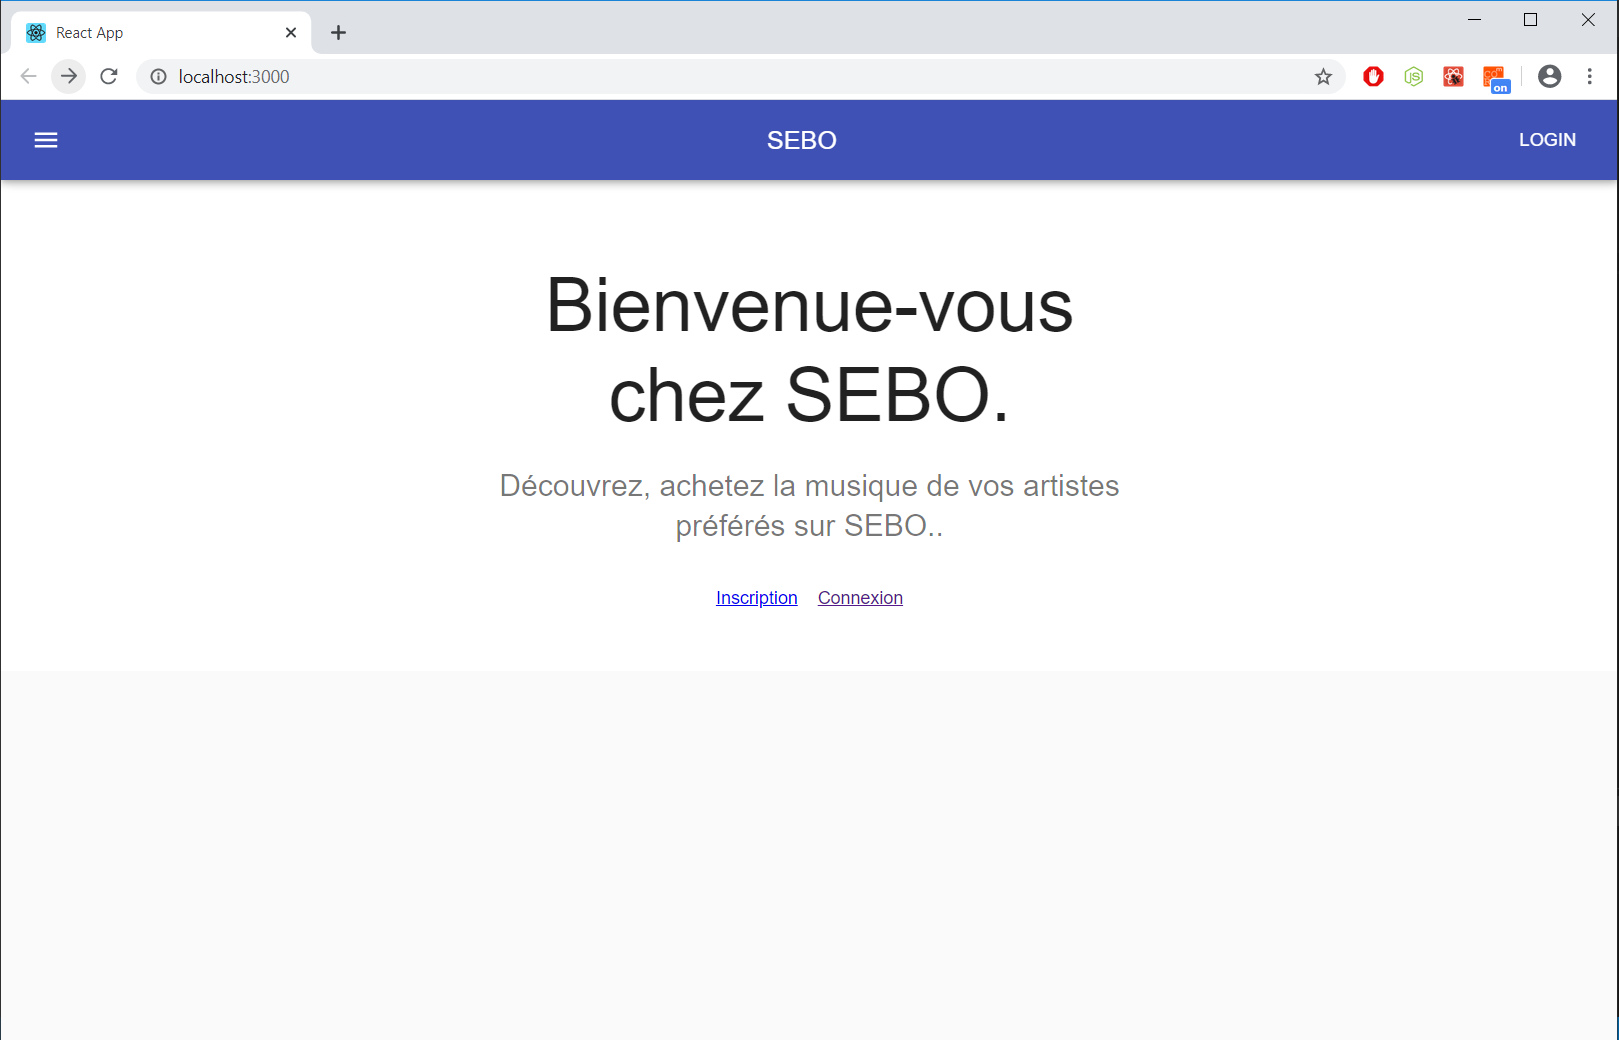 React App
localhost:3000
on
SEBO
LOGIN
Bienvenue-vous
chez SEBO.
Découvrez, achetez la musique de vos artistes
préférés sur SEBO..
Inscription Connexion